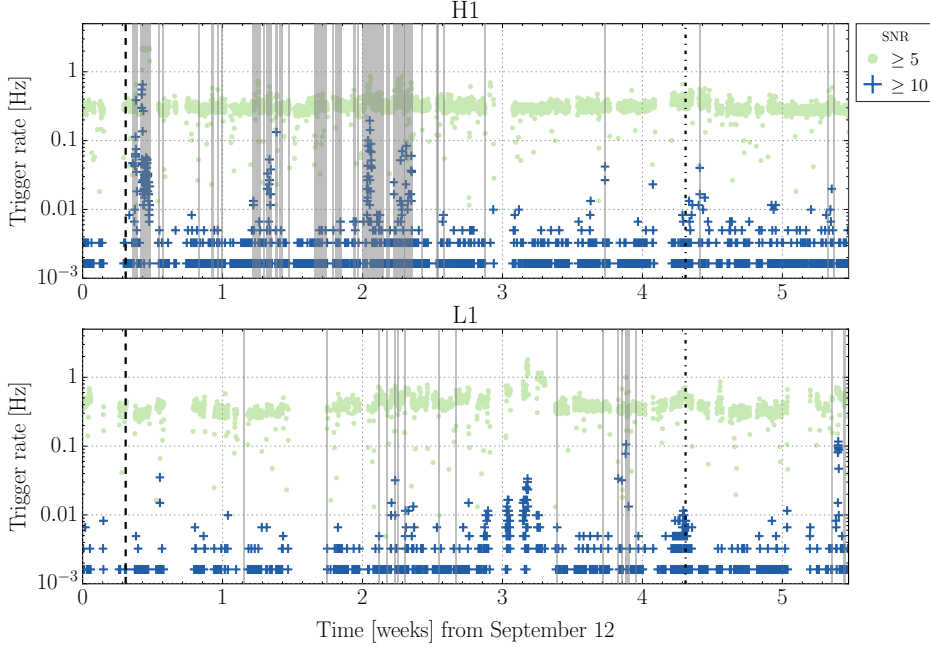 H1
SNR
≥ 5
≥ 10
Trigger rate [Hz]
1
0.1
0.01
10⁻³
0 1 2 3 4 5
L1
Trigger rate [Hz]
1
0.1
0.01
10⁻³
0 1 2 3 4 5
Time [weeks] from September 12